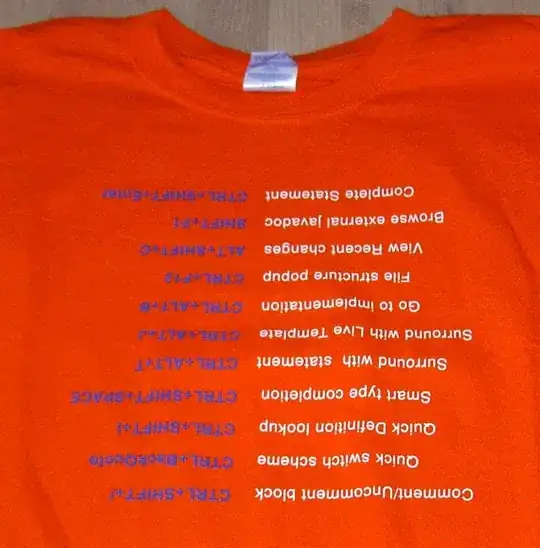 Comment/Uncomment block CTRL+SHIFT+/
Quick switch scheme CTRL+BackQuote
Quick Definition lookup CTRL+SHIFT+I
Smart type completion CTRL+SHIFT+SPACE
Surround with statement CTRL+ALT+T
Surround with Live Template CTRL+ALT+J
Go to implementation CTRL+ALT+B
File structure popup CTRL+F12
View Recent changes ALT+SHIFT+C
Browse external javadoc SHIFT+F1
Complete Statement CTRL+SHIFT+Enter